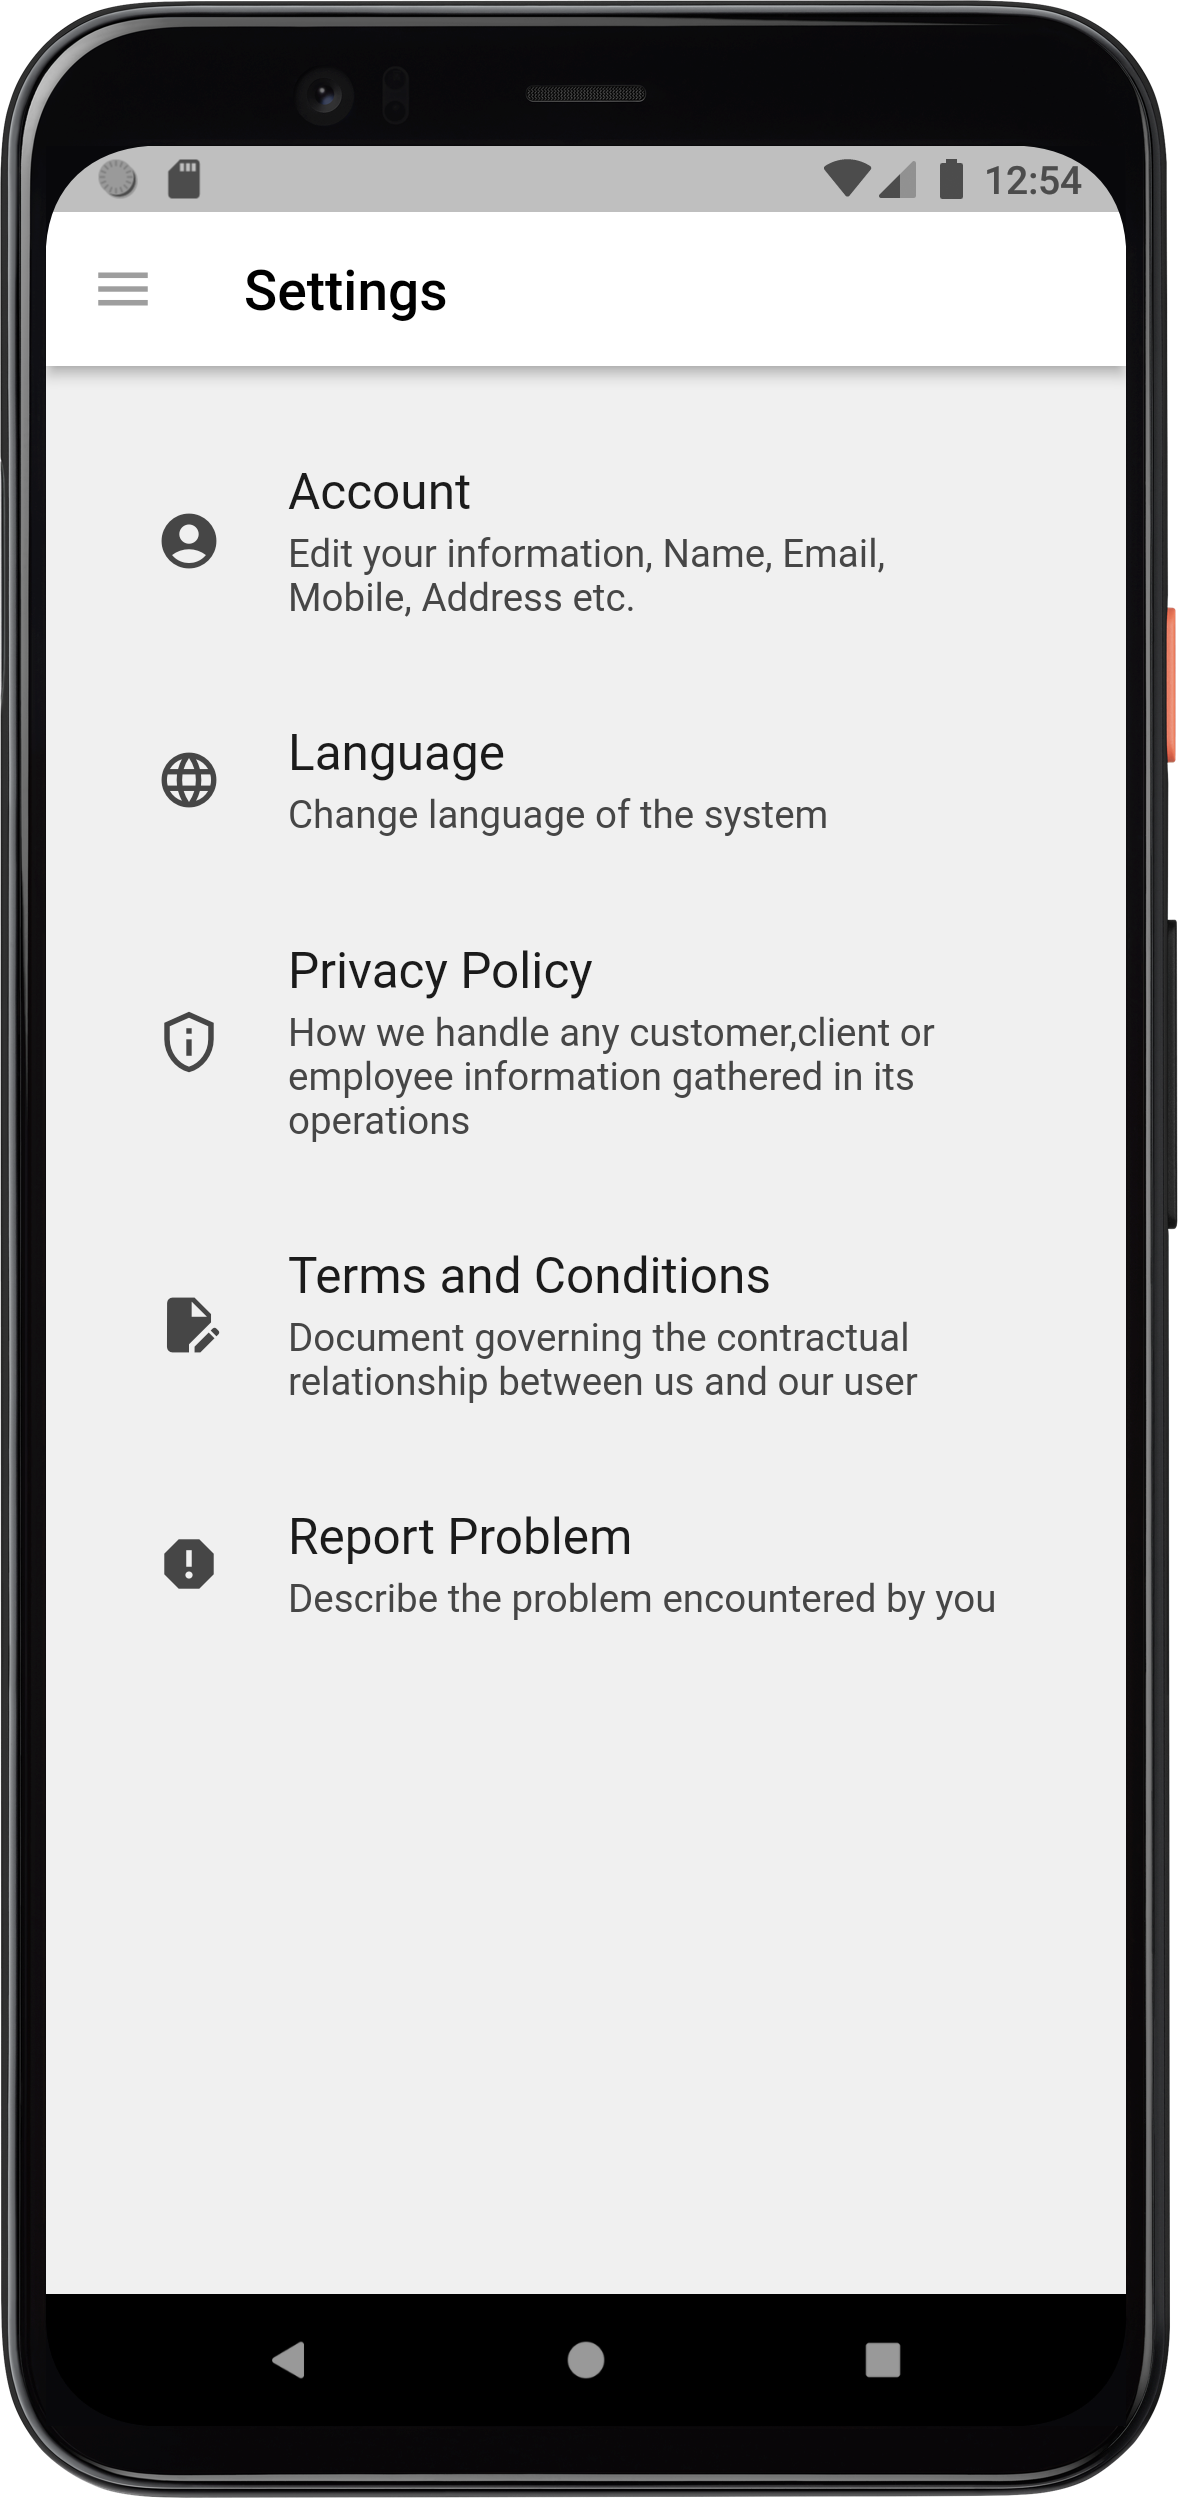 12:54
Settings
Account
Edit your information, Name, Email,
Mobile, Address etc.
Language
Change language of the system
Privacy Policy
How we handle any customer,client or
employee information gathered in its
operations
Terms and Conditions
Document governing the contractual
relationship between us and our user
Report Problem
Describe the problem encountered by you